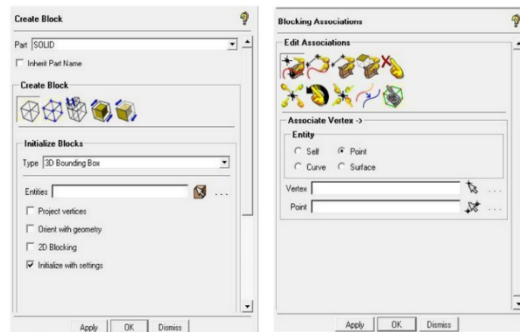 Create Block
Part SOLID
Inherit Part Name
Create Block
Initialize Blocks
Type 3D Bounding Box
Entities ...
Project vertices
Orient with geometry
2D Blocking
Initialize with settings
Apply OK Dismiss
Blocking Associations
Edit Associations
Associate Vertex ->
Entity
Self Point
Curve Surface
Vertex ...
Point ...
Apply OK Dismiss